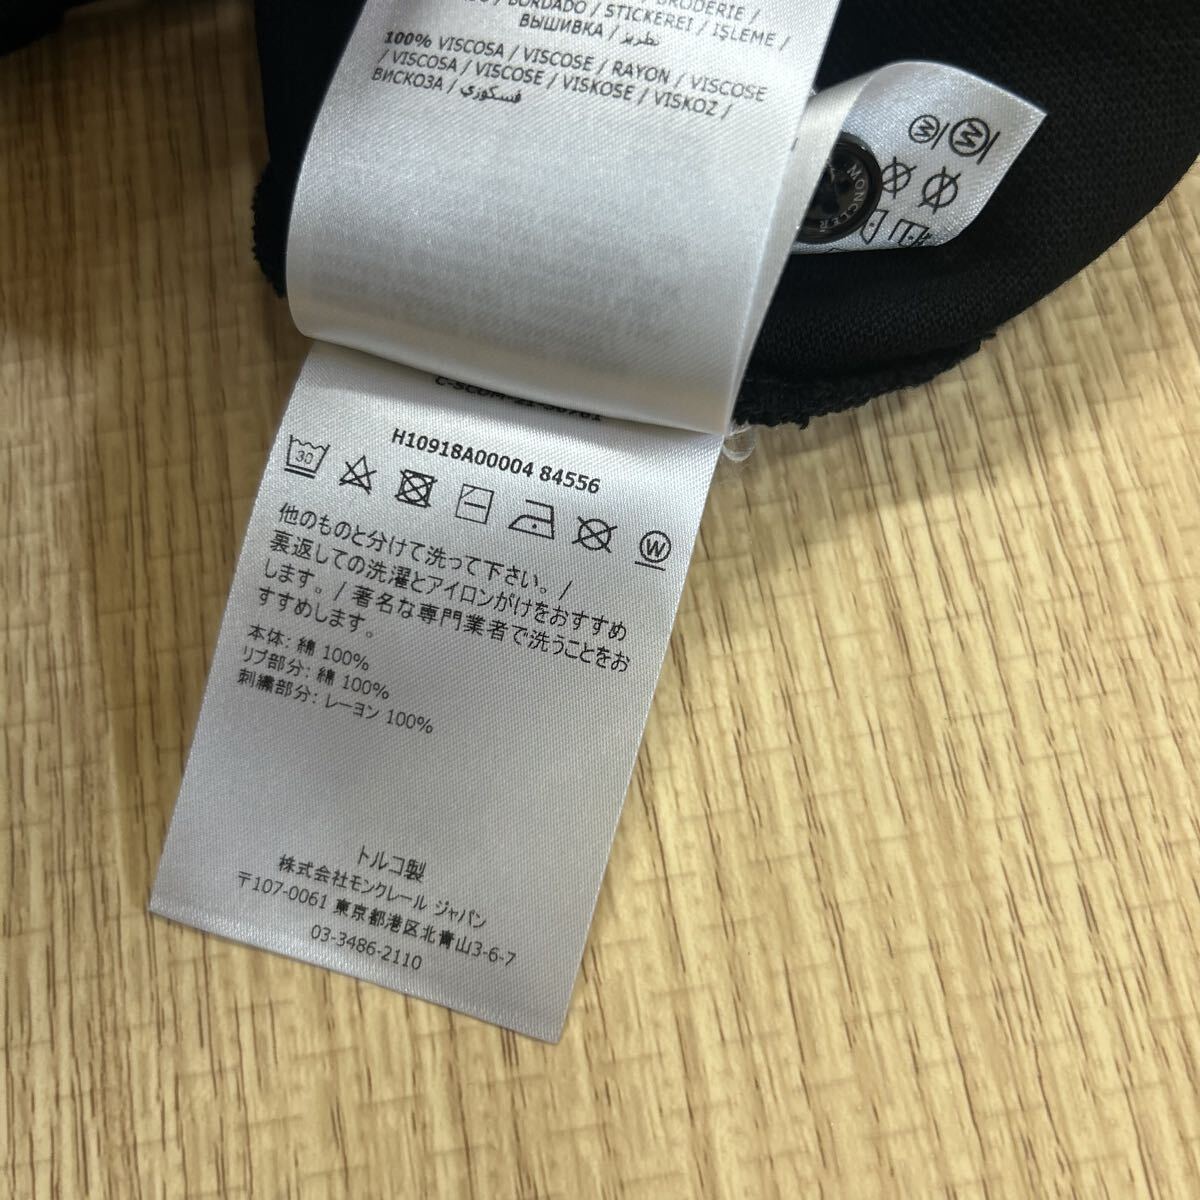 BRODERIE /
BORDADO / STICKEREI / İŞLEME /
ВЫШИВКА / تطريز
100% VISCOSA / VISCOSE / RAYON / VISCOSE
/ VISCOSA / VISCOSE / VISKOSE / VISKOZ /
ВИСКОЗА / فسكوزي
MONCLER
H10918A00004 84556
30
W
他のものと分けて洗って下さい。/
裏返しての洗濯とアイロンがけをおすすめ
します。/ 著名な専門業者で洗うことをお
すすめします。
本体: 綿 100%
リブ部分: 綿 100%
刺繍部分: レーヨン 100%
トルコ製
株式会社モンクレール ジャパン
〒107-0061 東京都港区北青山3-6-7
03-3486-2110